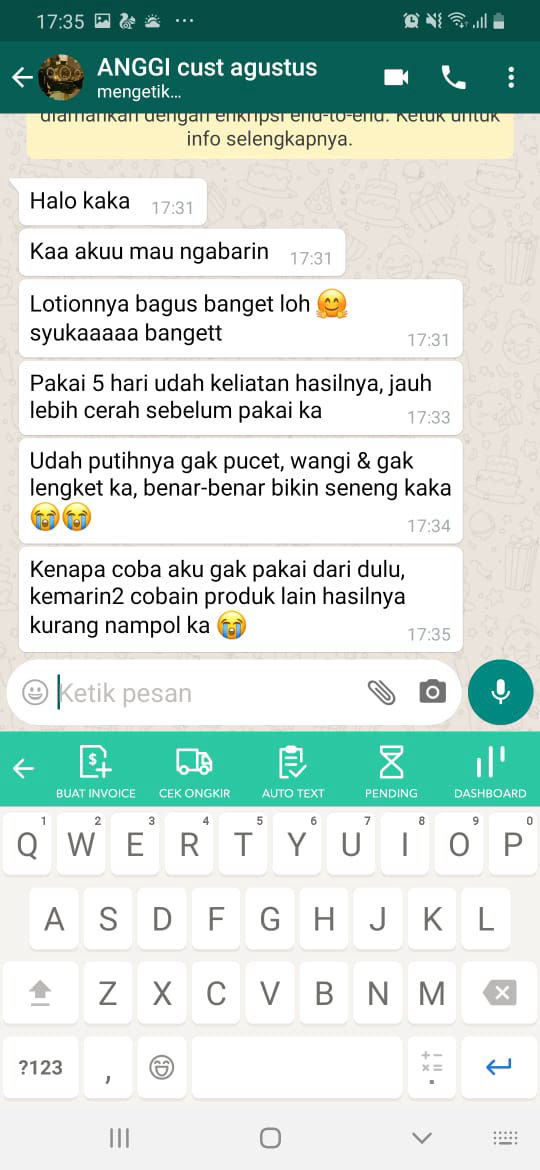 17:35
ANGGI cust agustus
mengetik...
diamankan dengan enkripsi end-to-end. Ketuk untuk
info selengkapnya.
Halo kaka 17:31
Kaa akuu mau ngabarin 17:31
Lotionnya bagus banget loh 🤗
syukaaaaa bangett 17:31
Pakai 5 hari udah keliatan hasilnya, jauh
lebih cerah sebelum pakai ka 17:33
Udah putihnya gak pucet, wangi & gak
lengket ka, benar-benar bikin seneng kaka
😭😭 17:34
Kenapa coba aku gak pakai dari dulu,
kemarin2 cobain produk lain hasilnya
kurang nampol ka 😭 17:35
Ketik pesan
BUAT INVOICE CEK ONGKIR AUTO TEXT PENDING DASHBOARD
1 2 3 4 5 6 7 8 9 0
Q W E R T Y U I O P
A S D F G H J K L
Z X C V B N M
?123 , + − × = .